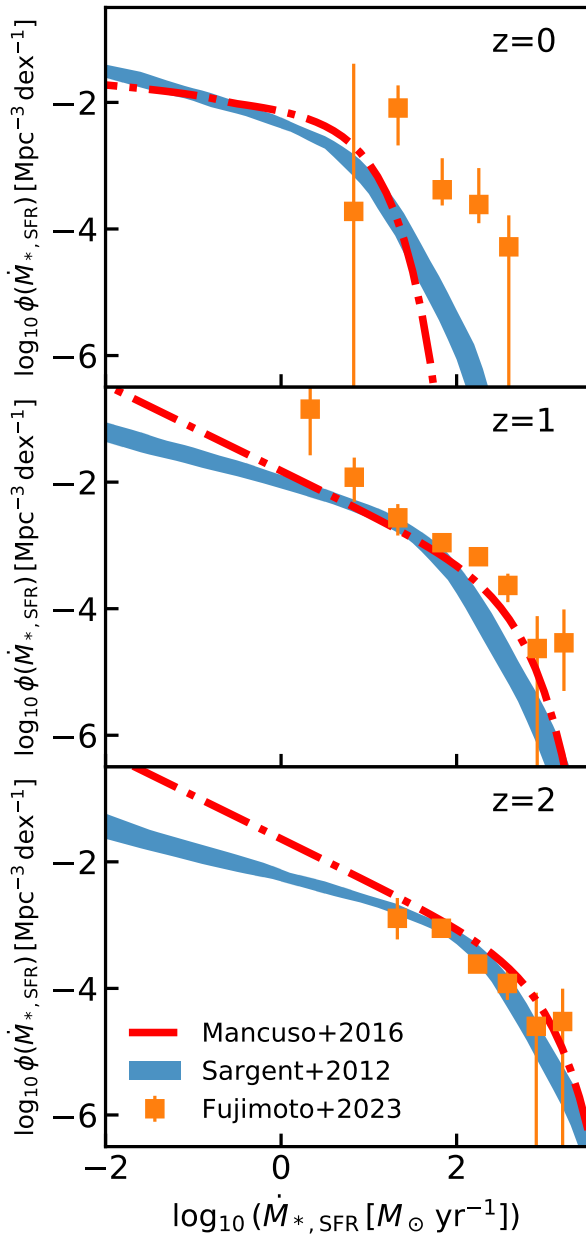 z=0
−2
−4
−6
log₁₀ ϕ(Ṁ∗, SFR) [Mpc⁻³ dex⁻¹]
z=1
−2
−4
−6
log₁₀ ϕ(Ṁ∗, SFR) [Mpc⁻³ dex⁻¹]
z=2
−2
−4
−6
log₁₀ ϕ(Ṁ∗, SFR) [Mpc⁻³ dex⁻¹]
Mancuso+2016
Sargent+2012
Fujimoto+2023
−2 0 2
log₁₀ (Ṁ∗, SFR [M⊙ yr⁻¹])